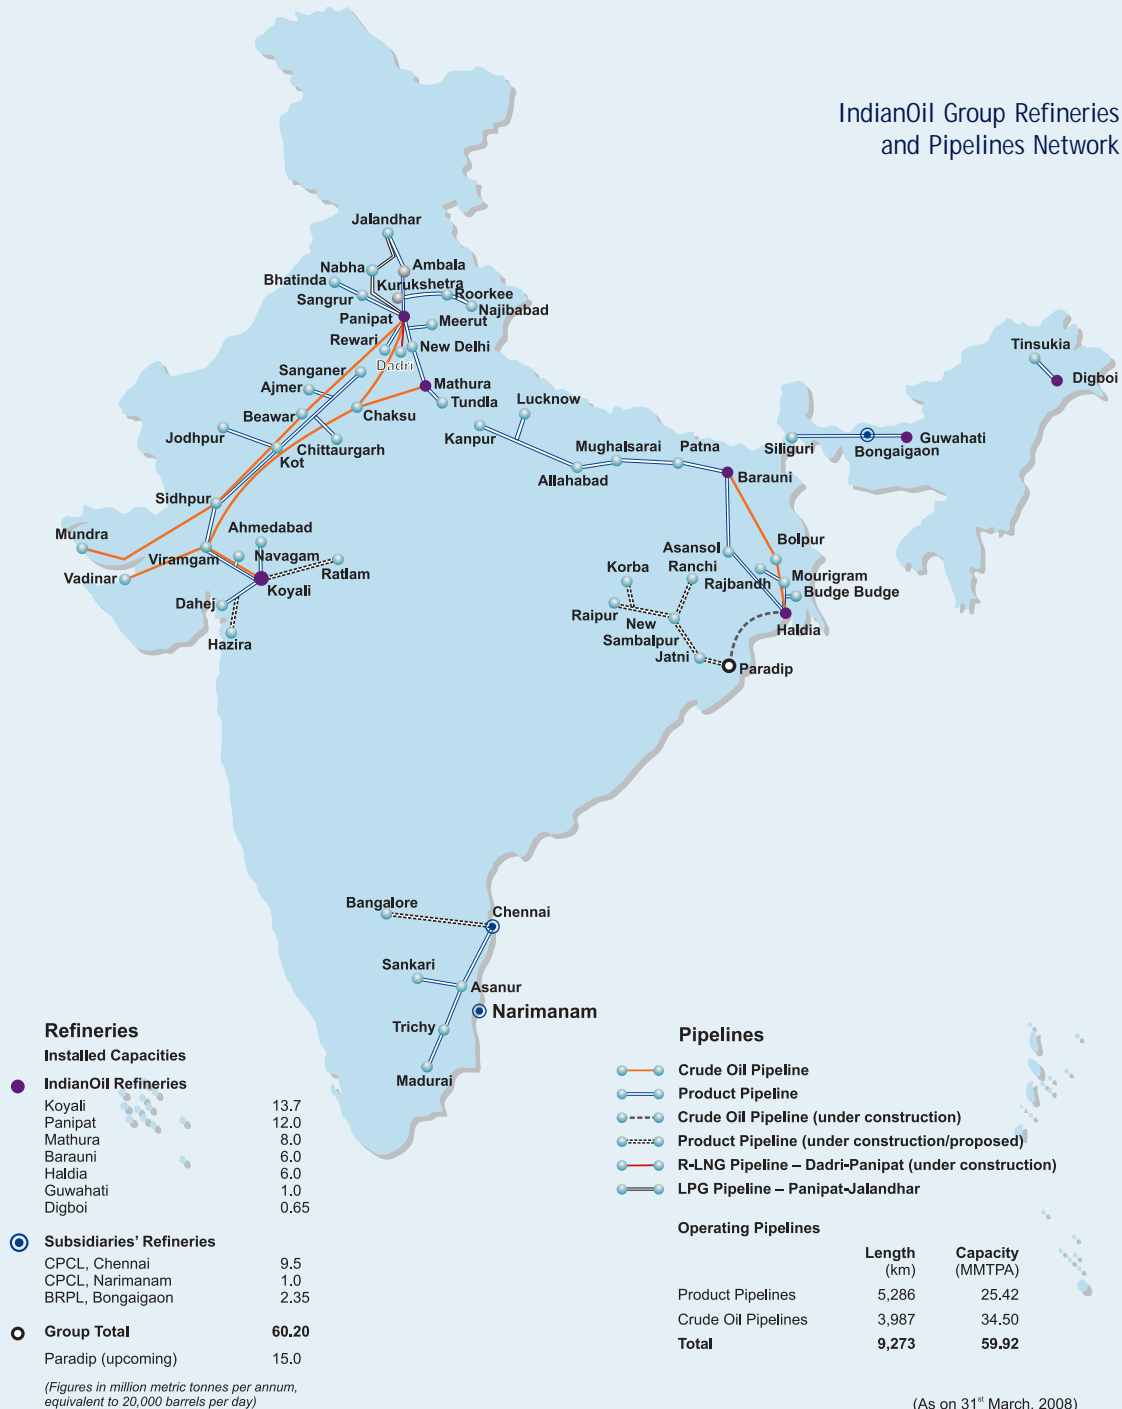 IndianOil Group Refineries
and Pipelines Network
Jalandhar
Nabha
Ambala
Bhatinda
Kurukshetra
Sangrur
Roorkee
Najibabad
Panipat
Meerut
Rewari
New Delhi
Dadri
Sanganer
Ajmer
Mathura
Tundla
Beawar
Chaksu
Jodhpur
Chittaurgarh
Kot
Lucknow
Kanpur
Mughalsarai
Patna
Allahabad
Barauni
Tinsukia
Digboi
Siliguri
Guwahati
Bongaigaon
Sidhpur
Mundra
Ahmedabad
Viramgam
Navagam
Vadinar
Ratlam
Koyali
Dahej
Hazira
Asansol
Bolpur
Korba
Ranchi
Rajbandh
Mourigram
Budge Budge
Raipur
New
Sambalpur
Haldia
Jatni
Paradip
Bangalore
Chennai
Sankari
Asanur
Narimanam
Trichy
Madurai
Refineries
Installed Capacities
IndianOil Refineries
Koyali 13.7
Panipat 12.0
Mathura 8.0
Barauni 6.0
Haldia 6.0
Guwahati 1.0
Digboi 0.65
Subsidiaries' Refineries
CPCL, Chennai 9.5
CPCL, Narimanam 1.0
BRPL, Bongaigaon 2.35
Group Total 60.20
Paradip (upcoming) 15.0
(Figures in million metric tonnes per annum,
equivalent to 20,000 barrels per day)
Pipelines
Crude Oil Pipeline
Product Pipeline
Crude Oil Pipeline (under construction)
Product Pipeline (under construction/proposed)
R-LNG Pipeline – Dadri-Panipat (under construction)
LPG Pipeline – Panipat-Jalandhar
Operating Pipelines
Length Capacity
(km) (MMTPA)
Product Pipelines 5,286 25.42
Crude Oil Pipelines 3,987 34.50
Total 9,273 59.92
(As on 31st March, 2008)